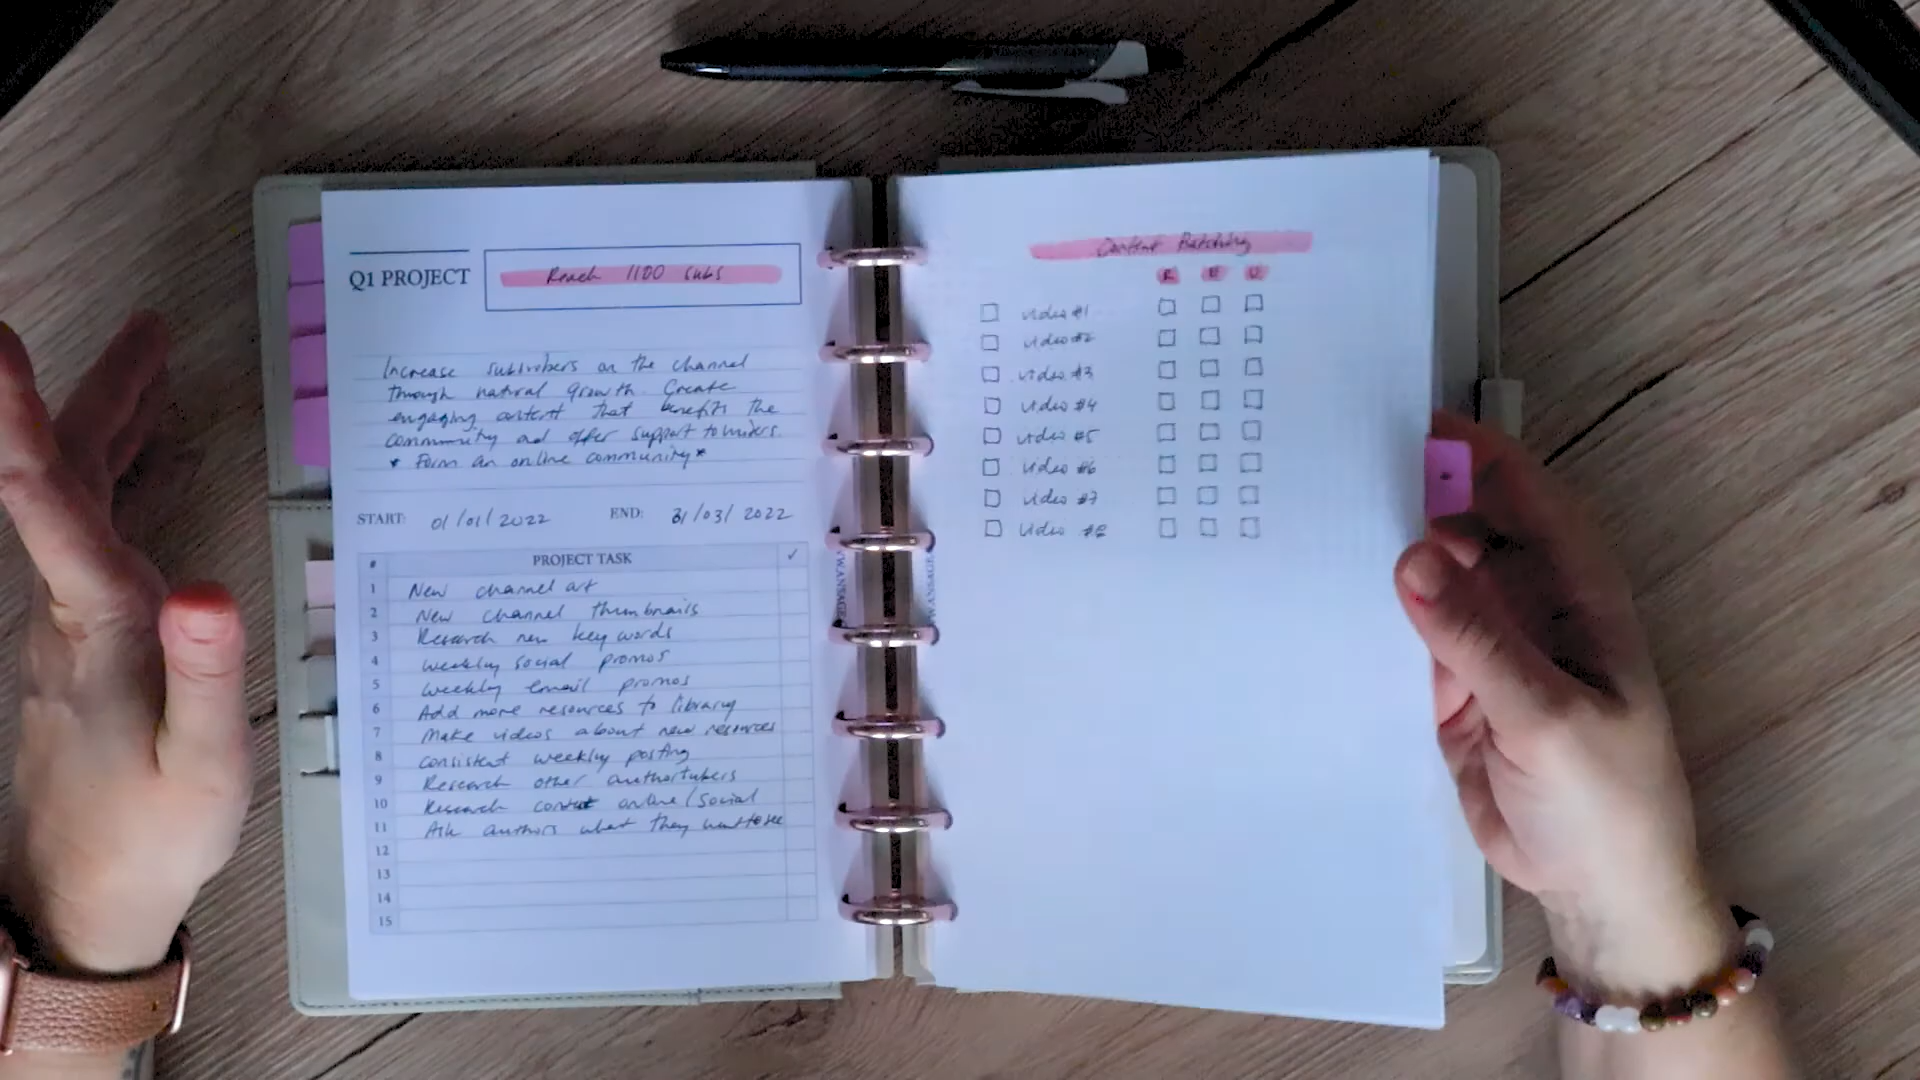 Q1 PROJECT
Reach 1100 subs
Increase subscribers on the channel
through natural growth. Create
engaging content that benefits the
community and offer support to writers.
* Form an online community *
START: 01/01/2022 END: 31/03/2022
# PROJECT TASK ✓
1 New channel art
2 New channel thumbnails
3 Research new key words
4 Weekly social promos
5 Weekly email promos
6 Add more resources to library
7 Make videos about new resources
8 consistent weekly posting
9 Research other authortubers
10 Research online/social
11 Ask authors what they want to see
12
13
14
15
Content Batching
R E U
video #1
video #2
video #3
video #4
video #5
video #6
video #7
video #8